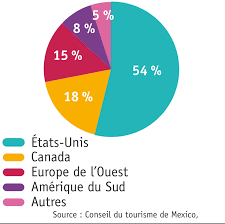 5 %
8 %
15 %
54 %
18 %
États-Unis
Canada
Europe de l'Ouest
Amérique du Sud
Autres
Source : Conseil du tourisme de Mexico,